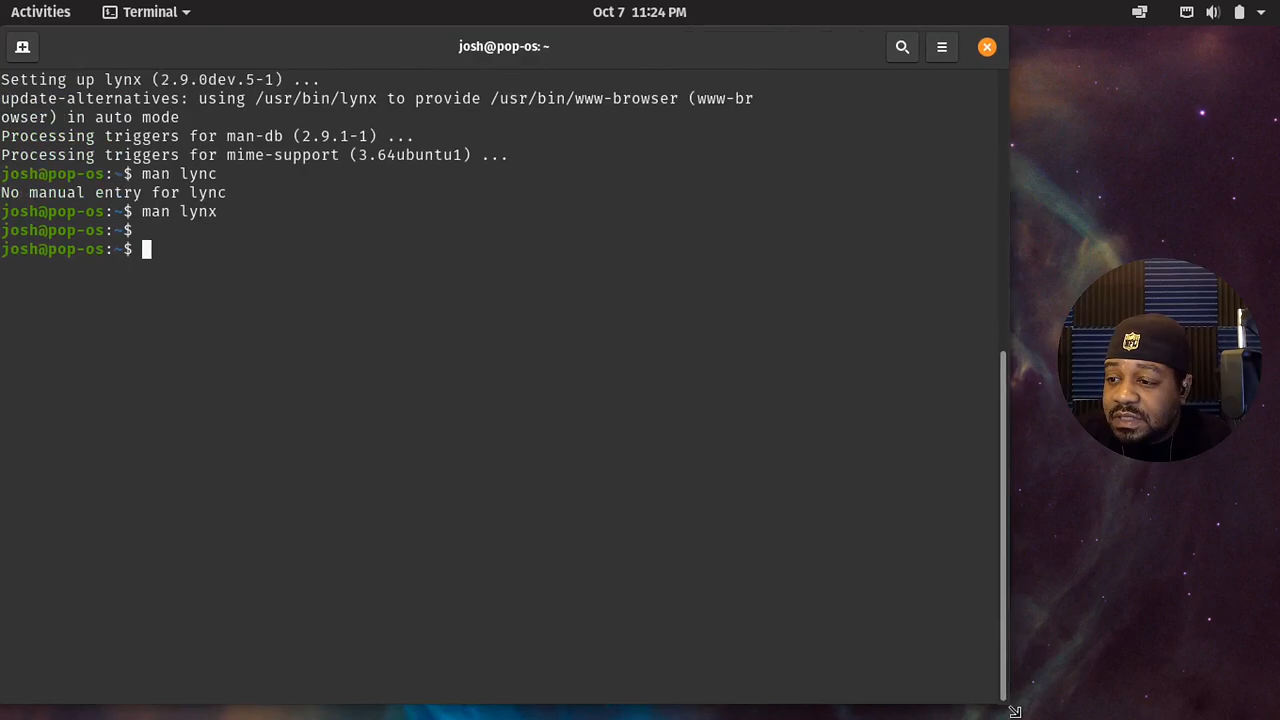 Activities Terminal Oct 7 11:24 PM
josh@pop-os: ~
Setting up lynx (2.9.0dev.5-1) ...
update-alternatives: using /usr/bin/lynx to provide /usr/bin/www-browser (www-br
owser) in auto mode
Processing triggers for man-db (2.9.1-1) ...
Processing triggers for mime-support (3.64ubuntu1) ...
josh@pop-os:~$ man lync
No manual entry for lync
josh@pop-os:~$ man lynx
josh@pop-os:~$
josh@pop-os:~$